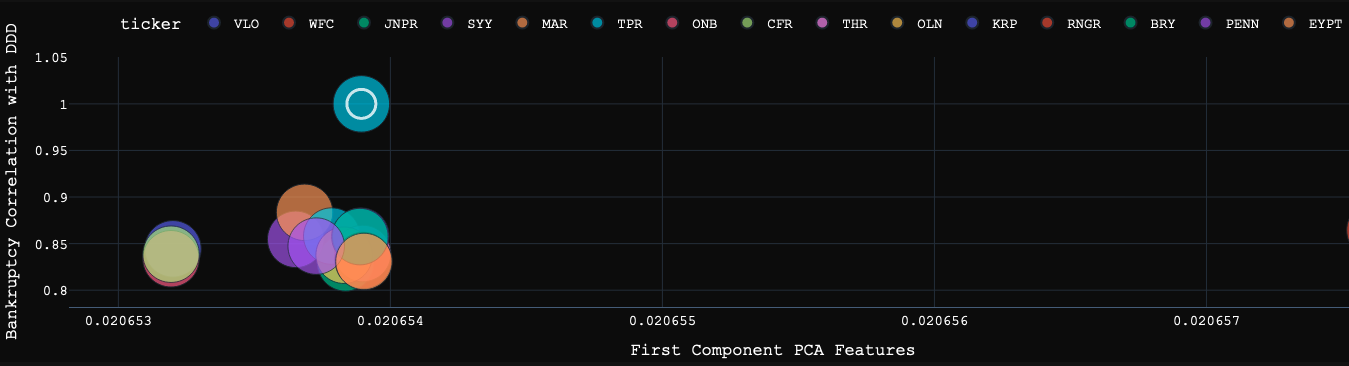 ticker VLO WFC JNPR SYY MAR TPR ONB CFR THR OLN KRP RNGR BRY PENN EYPT
Bankruptcy Correlation with DDD
1.05
1
0.95
0.9
0.85
0.8
0.020653 0.020654 0.020655 0.020656 0.020657
First Component PCA Features